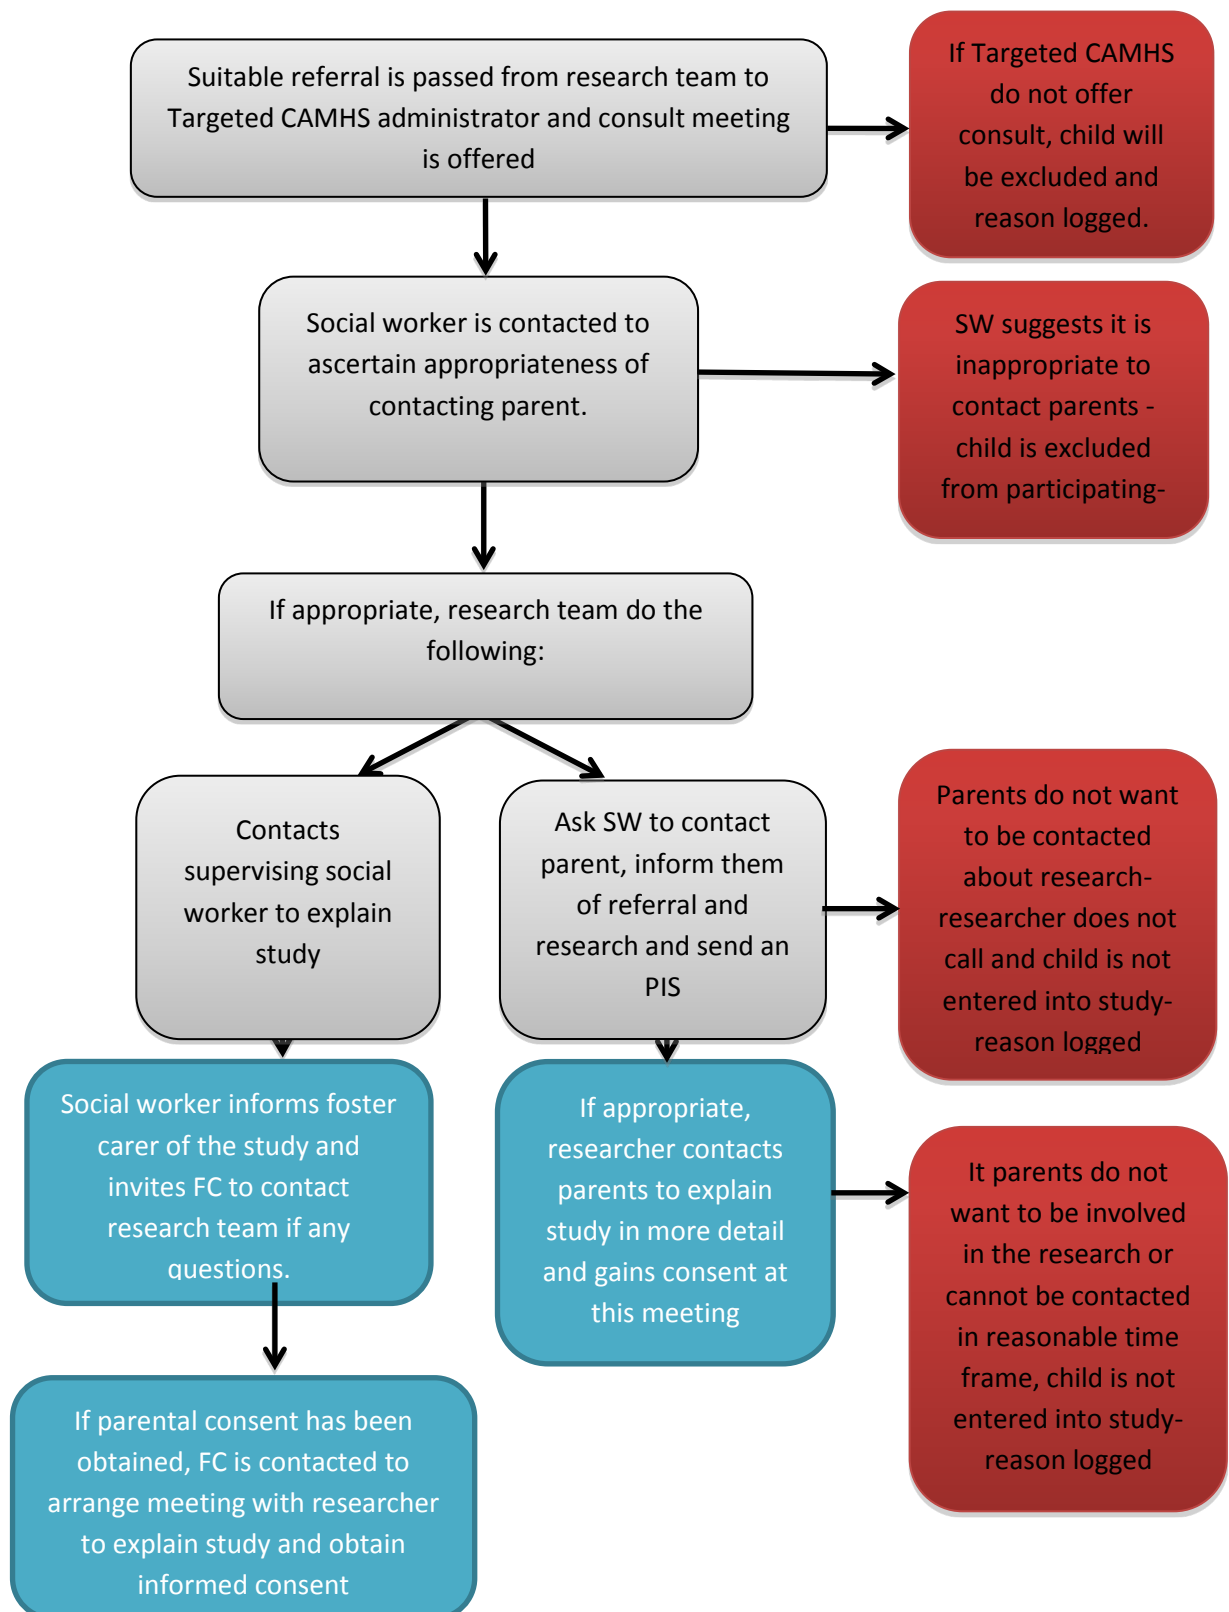 Suitable referral is passed from research team to
Targeted CAMHS administrator and consult meeting
is offered
If Targeted CAMHS
do not offer
consult, child will
be excluded and
reason logged.
Social worker is contacted to
ascertain appropriateness of
contacting parent.
SW suggests it is
inappropriate to
contact parents -
child is excluded
from participating-
If appropriate, research team do the
following:
Contacts
supervising social
worker to explain
study
Ask SW to contact
parent, inform them
of referral and
research and send an
PIS
Parents do not want
to be contacted
about research-
researcher does not
call and child is not
entered into study-
reason logged
Social worker informs foster
carer of the study and
invites FC to contact
research team if any
questions.
If appropriate,
researcher contacts
parents to explain
study in more detail
and gains consent at
this meeting
It parents do not
want to be involved
in the research or
cannot be contacted
in reasonable time
frame, child is not
entered into study-
reason logged
If parental consent has been
obtained, FC is contacted to
arrange meeting with researcher
to explain study and obtain
informed consent